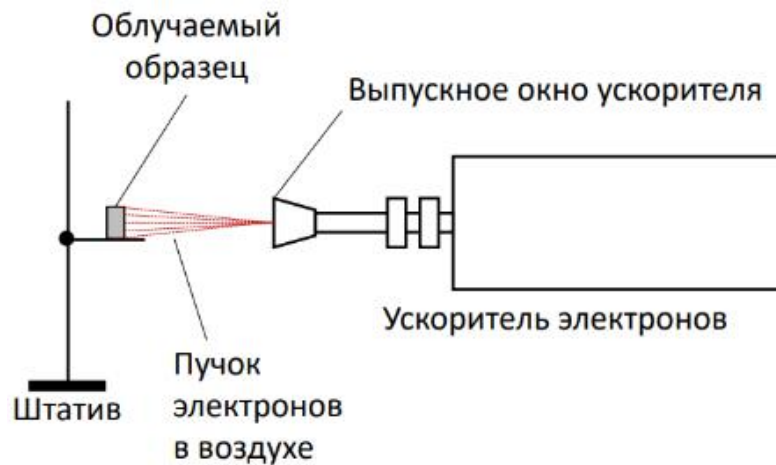 Облучаемый
образец
Выпускное окно ускорителя
Ускоритель электронов
Пучок
электронов
в воздухе
Штатив